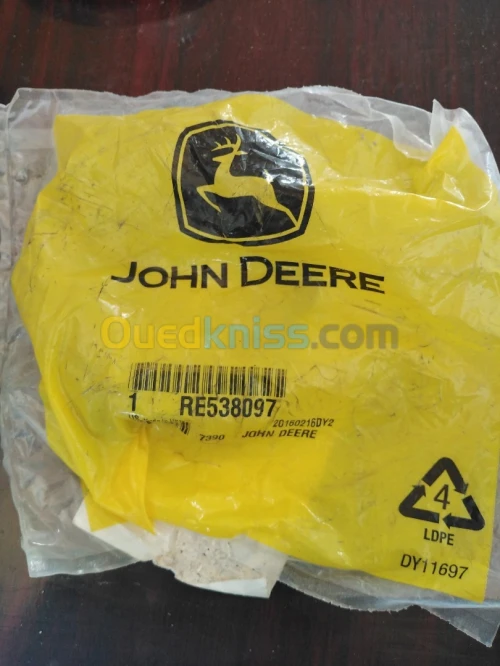 JOHN DEERE
Ouedkniss.com
1 RE538097
20160216DY2
7390 JOHN DEERE
4
LDPE
DY11697